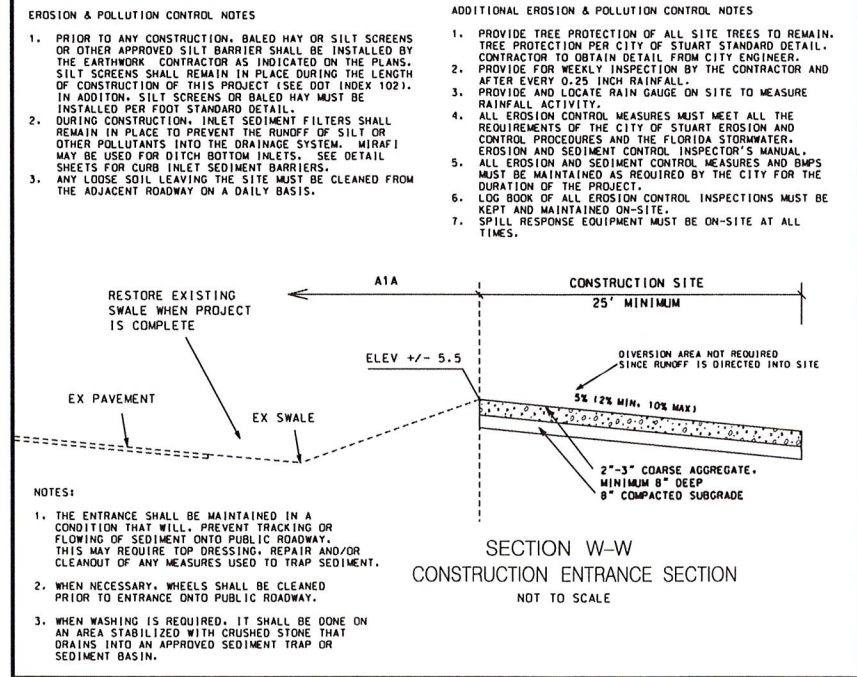 EROSION & POLLUTION CONTROL NOTES
1. PRIOR TO ANY CONSTRUCTION. BALED HAY OR SILT SCREENS
OR OTHER APPROVED SILT BARRIER SHALL BE INSTALLED BY
THE EARTHWORK CONTRACTOR AS INDICATED ON THE PLANS.
SILT SCREENS SHALL REMAIN IN PLACE DURING THE LENGTH
OF CONSTRUCTION OF THIS PROJECT (SEE DOT INDEX 102).
IN ADDITON. SILT SCREENS OR BALED HAY MUST BE
INSTALLED PER FDOT STANDARD DETAIL.
2. DURING CONSTRUCTION. INLET SEDIMENT FILTERS SHALL
REMAIN IN PLACE TO PREVENT THE RUNOFF OF SILT OR
OTHER POLLUTANTS INTO THE DRAINAGE SYSTEM. MIRAFI
MAY BE USED FOR DITCH BOTTOM INLETS. SEE DETAIL
SHEETS FOR CURB INLET SEDIMENT BARRIERS.
3. ANY LOOSE SOIL LEAVING THE SITE MUST BE CLEANED FROM
THE ADJACENT ROADWAY ON A DAILY BASIS.
ADDITIONAL EROSION & POLLUTION CONTROL NOTES
1. PROVIDE TREE PROTECTION OF ALL SITE TREES TO REMAIN.
TREE PROTECTION PER CITY OF STUART STANDARD DETAIL.
CONTRACTOR TO OBTAIN DETAIL FROM CITY ENGINEER.
2. PROVIDE FOR WEEKLY INSPECTION BY THE CONTRACTOR AND
AFTER EVERY 0.25 INCH RAINFALL.
3. PROVIDE AND LOCATE RAIN GAUGE ON SITE TO MEASURE
RAINFALL ACTIVITY.
4. ALL EROSION CONTROL MEASURES MUST MEET ALL THE
REQUIREMENTS OF THE CITY OF STUART EROSION AND
CONTROL PROCEDURES AND THE FLORIDA STORMWATER.
EROSION AND SEDIMENT CONTROL INSPECTOR'S MANUAL.
5. ALL EROSION AND SEDIMENT CONTROL MEASURES AND BMPS
MUST BE MAINTAINED AS REQUIRED BY THE CITY FOR THE
DURATION OF THE PROJECT.
6. LOG BOOK OF ALL EROSION CONTROL INSPECTIONS MUST BE
KEPT AND MAINTAINED ON-SITE.
7. SPILL RESPONSE EQUIPMENT MUST BE ON-SITE AT ALL
TIMES.
A1A
CONSTRUCTION SITE
25' MINIMUM
RESTORE EXISTING
SWALE WHEN PROJECT
IS COMPLETE
ELEV +/- 5.5
DIVERSION AREA NOT REQUIRED
SINCE RUNOFF IS DIRECTED INTO SITE
EX PAVEMENT
EX SWALE
5% (2% MIN. 10% MAX)
2"-3" COARSE AGGREGATE.
MINIMUM 8" DEEP
8" COMPACTED SUBGRADE
NOTES:
1. THE ENTRANCE SHALL BE MAINTAINED IN A
CONDITION THAT WILL. PREVENT TRACKING OR
FLOWING OF SEDIMENT ONTO PUBLIC ROADWAY.
THIS MAY REQUIRE TOP DRESSING. REPAIR AND/OR
CLEANOUT OF ANY MEASURES USED TO TRAP SEDIMENT.
2. WHEN NECESSARY. WHEELS SHALL BE CLEANED
PRIOR TO ENTRANCE ONTO PUBLIC ROADWAY.
3. WHEN WASHING IS REQUIRED. IT SHALL BE DONE ON
AN AREA STABILIZED WITH CRUSHED STONE THAT
DRAINS INTO AN APPROVED SEDIMENT TRAP OR
SEDIMENT BASIN.
SECTION W-W
CONSTRUCTION ENTRANCE SECTION
NOT TO SCALE